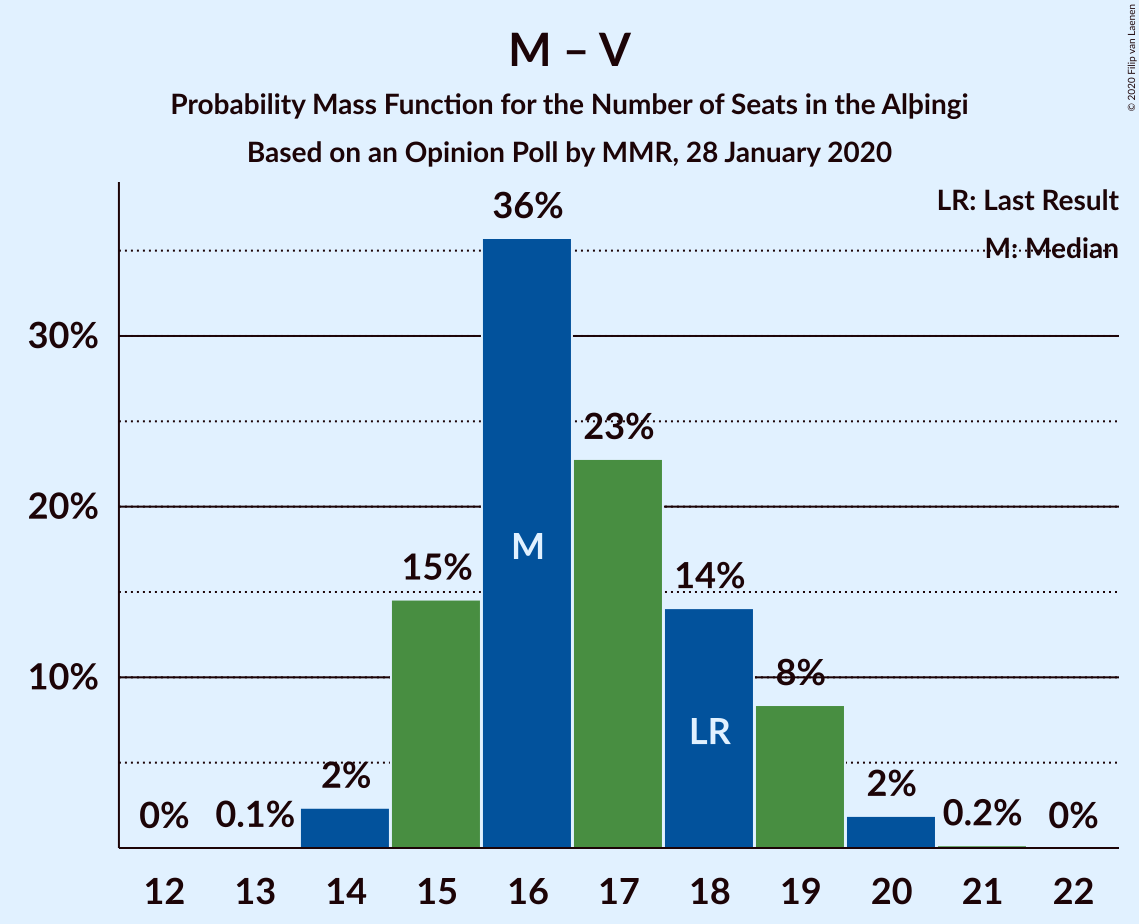 M – V
Probability Mass Function for the Number of Seats in the Alþingi
Based on an Opinion Poll by MMR, 28 January 2020
© 2020 Filip van Laenen
LR: Last Result
M: Median
36%
30%
23%
20%
M
15%
14%
10%
8%
LR
2%
2%
0%
0.1%
0.2%
0%
12 13 14 15 16 17 18 19 20 21 22